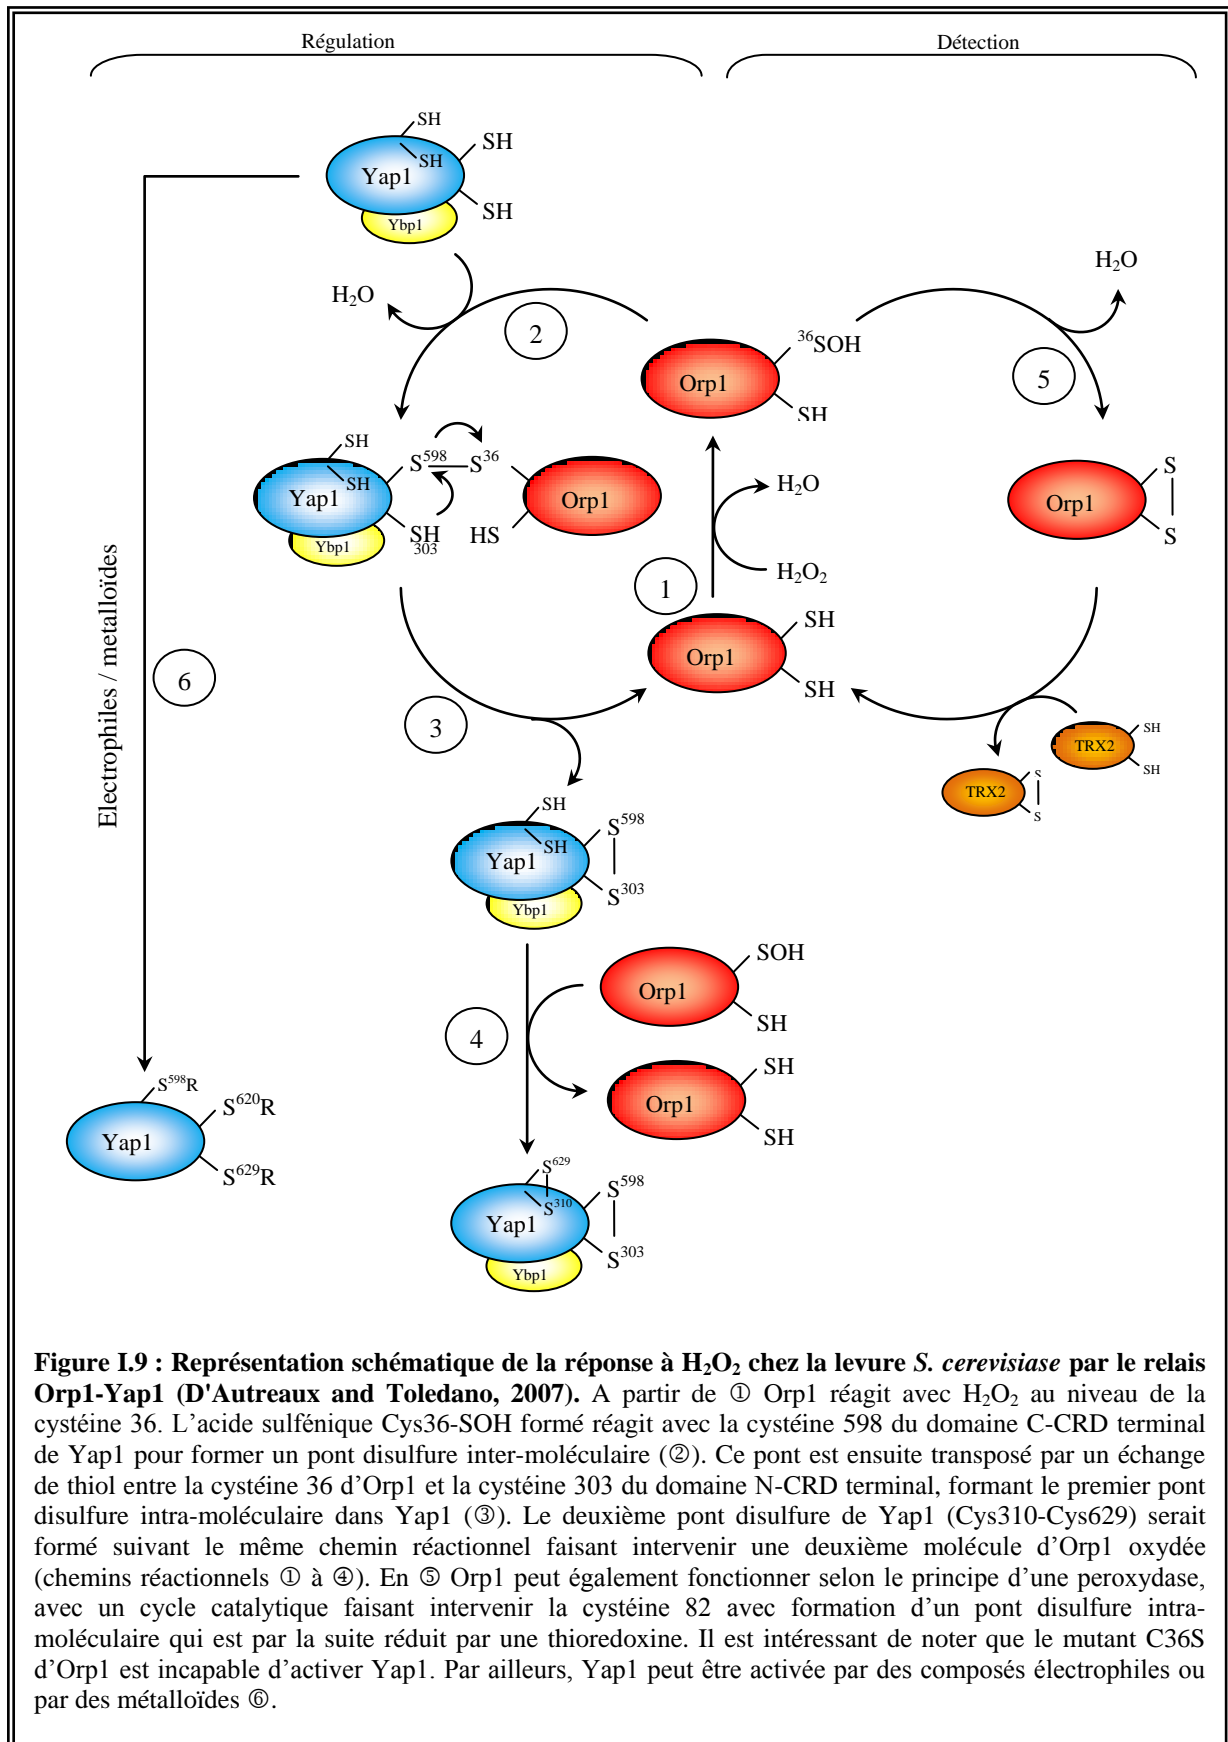 Régulation
Détection
SH
SH
SH
Yap1
SH
Ybp1
H₂O
H₂O
2
³⁶SOH
Orp1
SH
5
SH
S⁵⁹⁸
S³⁶
SH
Yap1
Orp1
SH
303
HS
Ybp1
H₂O
H₂O₂
1
S
Orp1
S
SH
Orp1
SH
Electrophiles / metalloïdes
6
3
TRX2
SH
SH
TRX2
S
S
SH
S⁵⁹⁸
Yap1
SH
S³⁰³
Ybp1
SOH
Orp1
SH
4
SH
Orp1
SH
S⁵⁹⁸R
S⁶²⁰R
Yap1
S⁶²⁹R
S⁶²⁹
S⁵⁹⁸
S³¹⁰
Yap1
S³⁰³
Ybp1
Figure I.9 : Représentation schématique de la réponse à H₂O₂ chez la levure S. cerevisiase par le relais
Orp1-Yap1 (D'Autreaux and Toledano, 2007). A partir de ① Orp1 réagit avec H₂O₂ au niveau de la
cystéine 36. L’acide sulfénique Cys36-SOH formé réagit avec la cystéine 598 du domaine C-CRD terminal
de Yap1 pour former un pont disulfure inter-moléculaire (②). Ce pont est ensuite transposé par un échange
de thiol entre la cystéine 36 d’Orp1 et la cystéine 303 du domaine N-CRD terminal, formant le premier pont
disulfure intra-moléculaire dans Yap1 (③). Le deuxième pont disulfure de Yap1 (Cys310-Cys629) serait
formé suivant le même chemin réactionnel faisant intervenir une deuxième molécule d’Orp1 oxydée
(chemins réactionnels ① à ④). En ⑤ Orp1 peut également fonctionner selon le principe d’une peroxydase,
avec un cycle catalytique faisant intervenir la cystéine 82 avec formation d’un pont disulfure intra-
moléculaire qui est par la suite réduit par une thioredoxine. Il est intéressant de noter que le mutant C36S
d’Orp1 est incapable d’activer Yap1. Par ailleurs, Yap1 peut être activée par des composés électrophiles ou
par des métalloïdes ⑥.